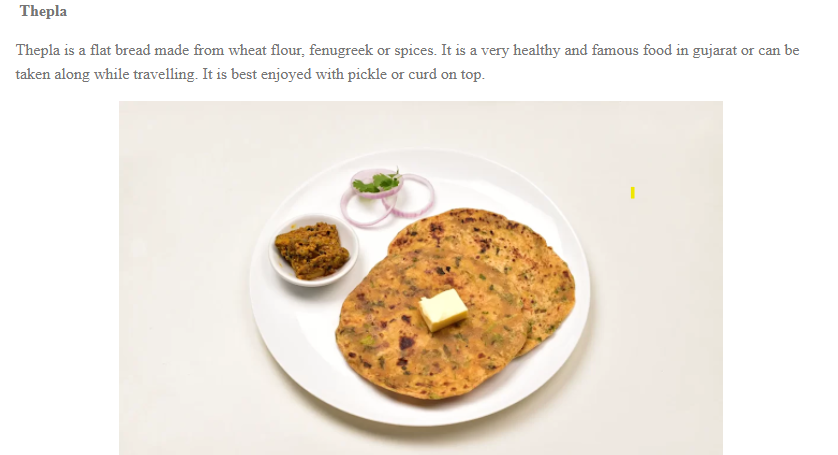 Thepla
Thepla is a flat bread made from wheat flour, fenugreek or spices. It is a very healthy and famous food in gujarat or can be
taken along while travelling. It is best enjoyed with pickle or curd on top.